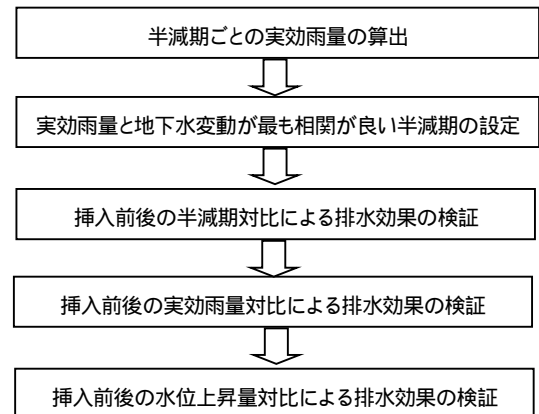 半減期ごとの実効雨量の算出
実効雨量と地下水変動が最も相関が良い半減期の設定
挿入前後の半減期対比による排水効果の検証
挿入前後の実効雨量対比による排水効果の検証
挿入前後の水位上昇量対比による排水効果の検証